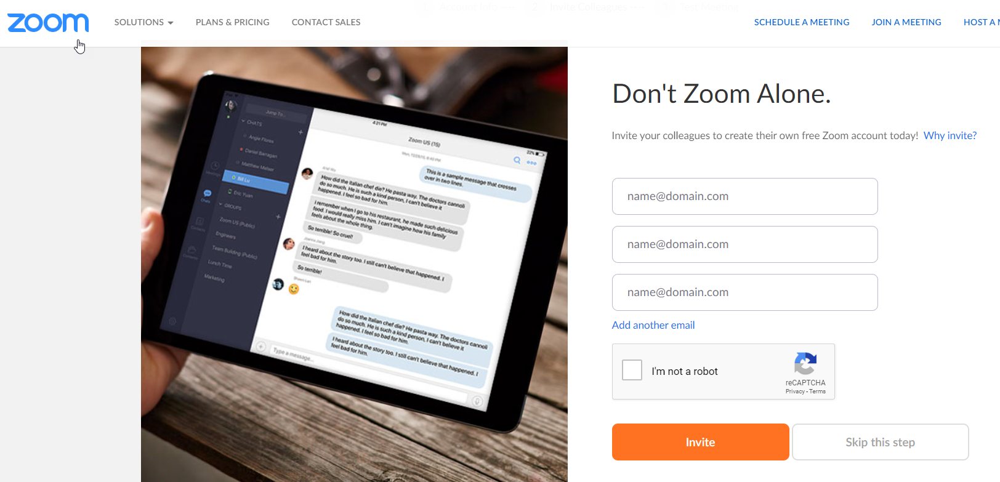 Account Info
2 Invite Colleagues
Test Meeting
zoom
SOLUTIONS
PLANS & PRICING
CONTACT SALES
SCHEDULE A MEETING
JOIN A MEETING
HOST A
Jump To...
CHATS
+
Angie Flores
Daniel Barragan
Matthew Metser
Bill Lu
Eric Yuan
GROUPS
+
Zoom US (Public)
Engineers
Team Building (Public)
Lunch Time
Marketing
Meetings
Chats
Contacts
4:21 PM
22%
Zoom US (15)
This is a sample message that crosses
over in two lines.
How did the italian chef die? He pasta way. The doctors cannoli
do so much. He is such a kind person, I can't believe it
happened. I feel so bad for him.
I remember when I go to his restaurant, he made such delicious
food. I would really miss him. I can't imagine how his family
feels about the whole thing.
So terrible! So cruel!
I heard about the story too. I still can't believe that happened. I
feel bad for him.
So terrible!
How did the italian chef die? He pasta way. The doctors cannoli
do so much. He is such a kind person, I can't believe it
happened. I feel so bad for him.
I heard about the story too. I still can't believe that happened. I
feel bad for him.
Type a message...
Don't Zoom Alone.
Invite your colleagues to create their own free Zoom account today! Why invite?
name@domain.com
name@domain.com
name@domain.com
Add another email
I'm not a robot
reCAPTCHA
Privacy - Terms
Invite
Skip this step